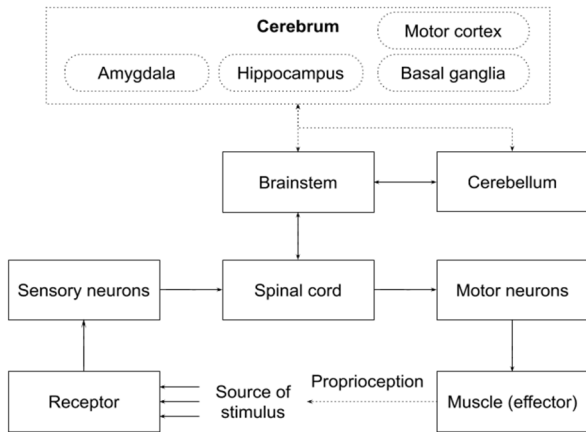 Cerebrum
Motor cortex
Amygdala
Hippocampus
Basal ganglia
Brainstem
Cerebellum
Sensory neurons
Spinal cord
Motor neurons
Receptor
Source of
stimulus
Proprioception
Muscle (effector)